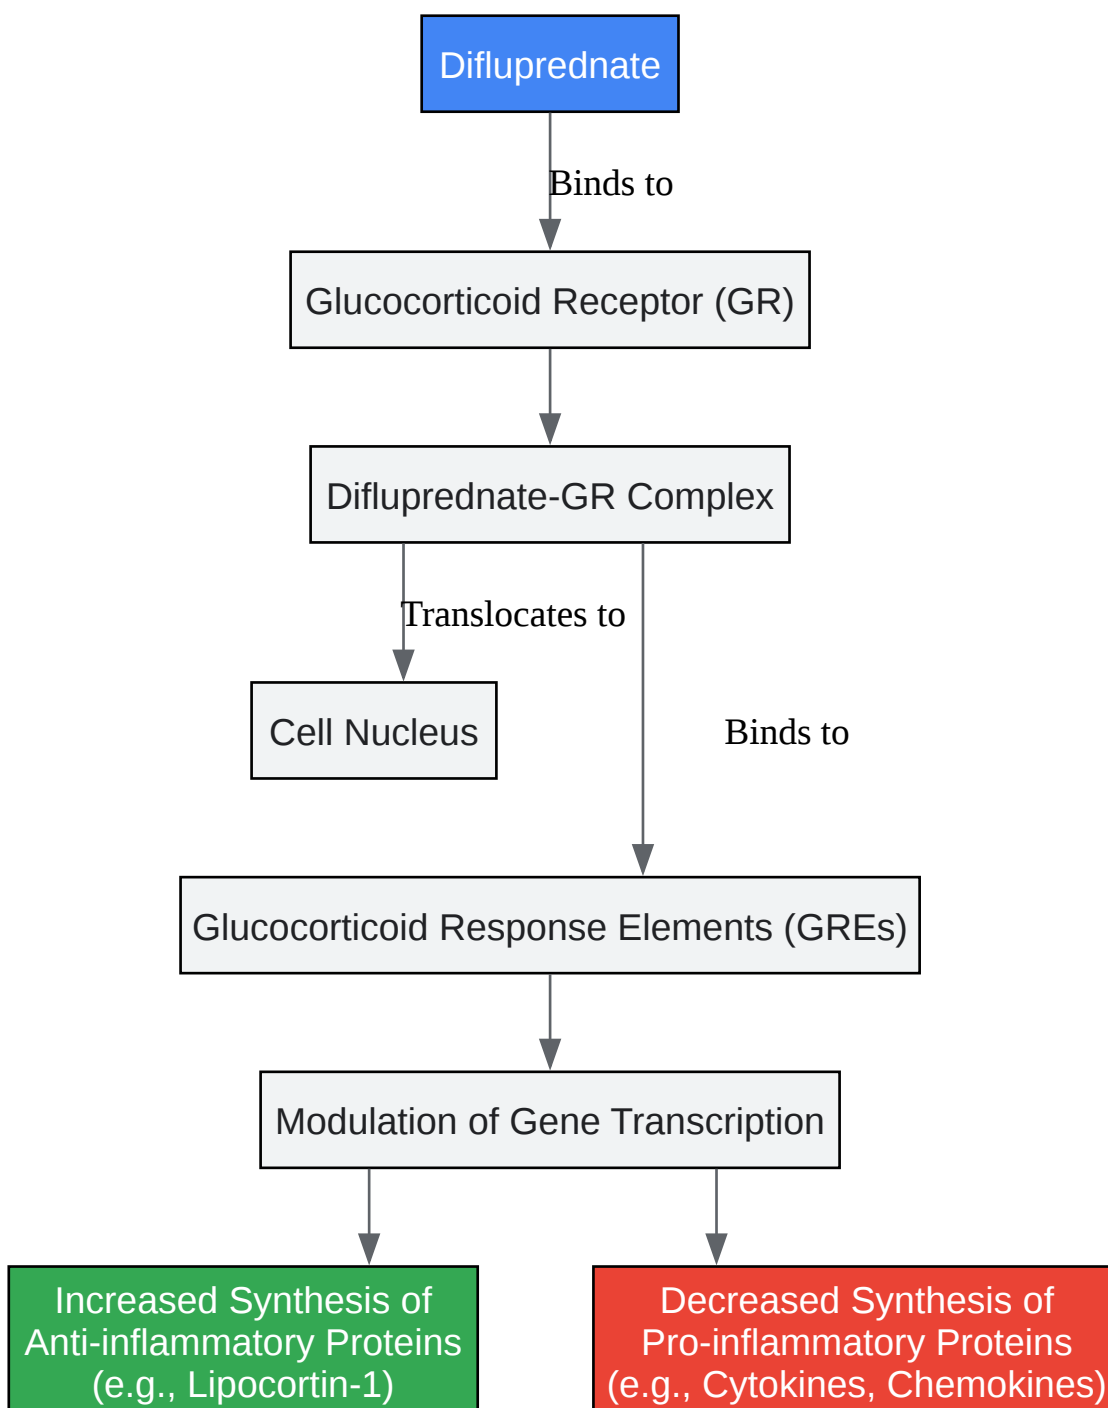 Difluprednate
Binds to
Glucocorticoid Receptor (GR)
Difluprednate-GR Complex
Translocates to
Cell Nucleus
Binds to
Glucocorticoid Response Elements (GREs)
Modulation of Gene Transcription
Increased Synthesis of
Anti-inflammatory Proteins
(e.g., Lipocortin-1)
Decreased Synthesis of
Pro-inflammatory Proteins
(e.g., Cytokines, Chemokines)